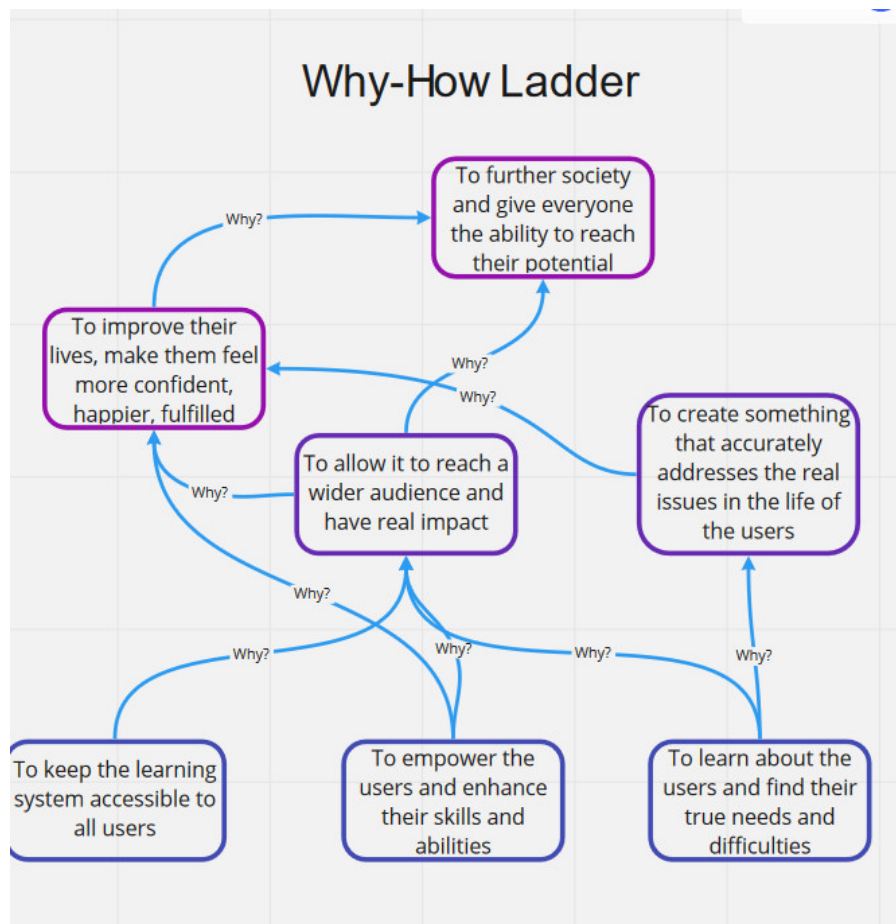 Why-How Ladder
To further society
and give everyone
the ability to reach
their potential
Why?
To improve their
lives, make them feel
more confident,
happier, fulfilled
Why?
Why?
To create something
that accurately
addresses the real
issues in the life of
the users
To allow it to reach a
wider audience and
have real impact
Why?
Why?
Why?
Why?
Why?
Why?
To keep the learning
system accessible to
all users
To empower the
users and enhance
their skills and
abilities
To learn about the
users and find their
true needs and
difficulties